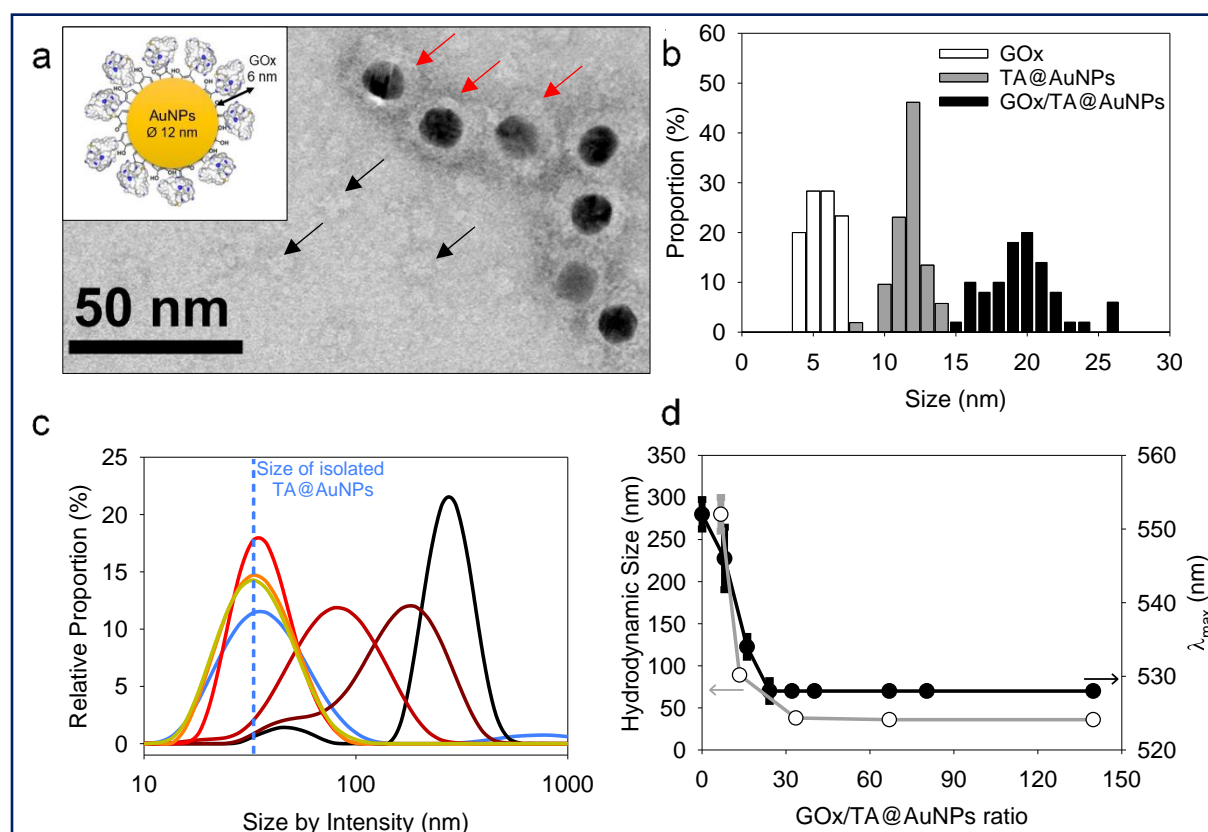 a
GOx
6 nm
AuNPs
Ø 12 nm
50 nm
b
60
50
40
30
20
10
0
Proportion (%)
GOx
TA@AuNPs
GOx/TA@AuNPs
0 5 10 15 20 25 30
Size (nm)
c
25
20
15
10
5
0
Relative Proportion (%)
Size of isolated
TA@AuNPs
10 100 1000
Size by Intensity (nm)
d
350
300
250
200
150
100
50
0
Hydrodynamic Size (nm)
560
550
540
530
520
λmax (nm)
0 30 60 90 120 150
GOx/TA@AuNPs ratio